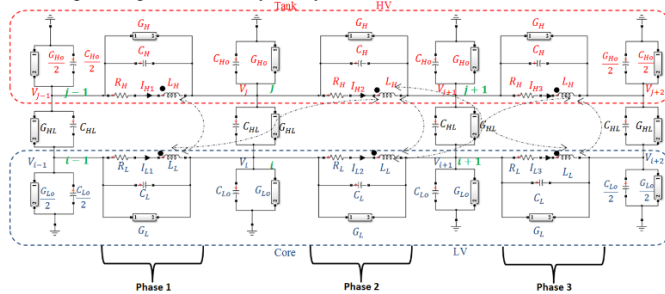 Tank HV
G_H G_H G_H
G_Ho/2 C_Ho/2 C_H C_Ho G_Ho C_H C_Ho G_Ho C_H G_Ho/2 C_Ho/2
R_H I_H1 L_H R_H I_H2 L_H R_H I_H3 L_H
V_j-1 j-1 V_j j V_j+1 j+1 V_j+2
G_HL C_HL C_HL G_HL C_HL G_HL C_HL G_HL
V_i-1 i-1 V_i i V_i+1 i+1 V_i+2
R_L I_L1 L_L R_L I_L2 L_L R_L I_L3 L_L
G_Lo/2 C_Lo/2 C_L C_Lo G_Lo C_L C_Lo G_Lo C_L C_Lo/2 G_Lo/2
G_L G_L G_L
Core LV
Phase 1 Phase 2 Phase 3